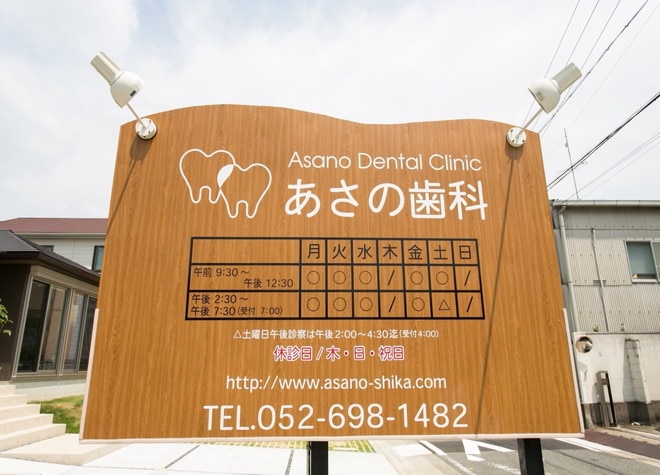 Asano Dental Clinic
あさの歯科
月 火 水 木 金 土 日
午前 9:30～
午後 12:30 ○ ○ ○ / ○ ○ /
午後 2:30～
午後 7:30(受付 7:00) ○ ○ ○ / ○ △ /
△土曜日午後診察は午後2:00～4:30迄(受付4:00)
休診日/木・日・祝日
http://www.asano-shika.com
TEL.052-698-1482